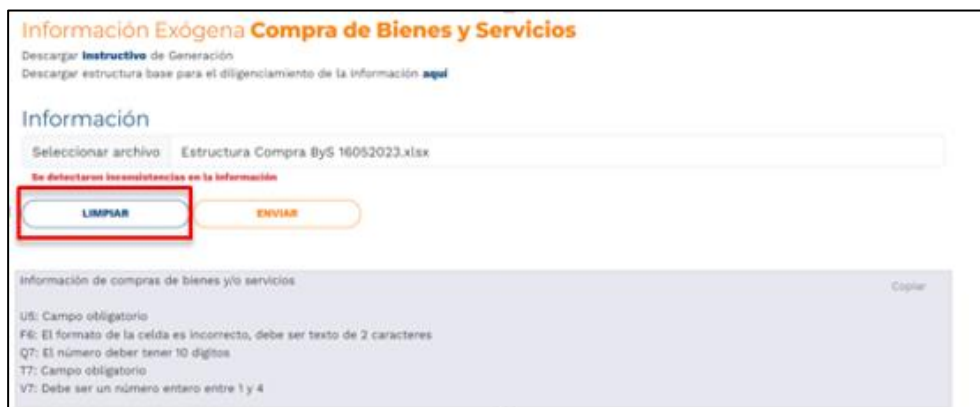 Información Exógena Compra de Bienes y Servicios
Descargar Instructivo de Generación
Descargar estructura base para el diligenciamiento de la información aquí
Información
Seleccionar archivo Estructura Compra ByS 16052023.xlsx
Se detectaron inconsistencias en la información
LIMPIAR ENVIAR
Información de compras de bienes y/o servicios Copiar
U5: Campo obligatorio
F6: El formato de la celda es incorrecto, debe ser texto de 2 caracteres
Q7: El número deber tener 10 dígitos
T7: Campo obligatorio
V7: Debe ser un número entero entre 1 y 4